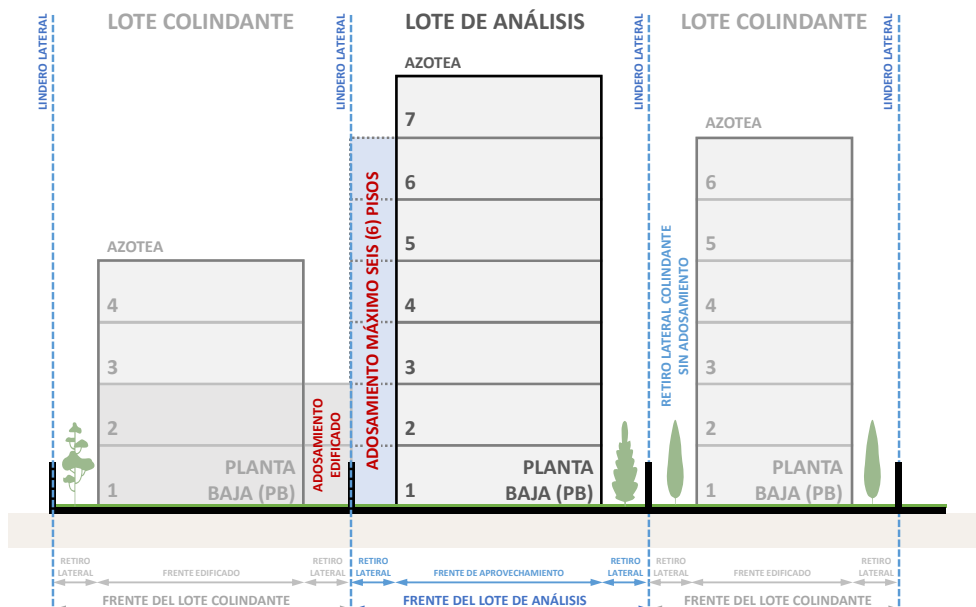 LOTE COLINDANTE
LOTE DE ANÁLISIS
LOTE COLINDANTE
LINDERO LATERAL
LINDERO LATERAL
LINDERO LATERAL
LINDERO LATERAL
AZOTEA
4
3
2
1
PLANTA
BAJA (PB)
ADOSAMIENTO
EDIFICADO
ADOSAMIENTO MÁXIMO SEIS (6) PISOS
AZOTEA
7
6
5
4
3
2
1
PLANTA
BAJA (PB)
RETIRO LATERAL COLINDANTE
SIN ADOSAMIENTO
AZOTEA
6
5
4
3
2
1
PLANTA
BAJA (PB)
RETIRO
LATERAL
FRENTE EDIFICADO
RETIRO
LATERAL
RETIRO
LATERAL
FRENTE DE APROVECHAMIENTO
RETIRO
LATERAL
RETIRO
LATERAL
FRENTE EDIFICADO
RETIRO
LATERAL
FRENTE DEL LOTE COLINDANTE
FRENTE DEL LOTE DE ANÁLISIS
FRENTE DEL LOTE COLINDANTE